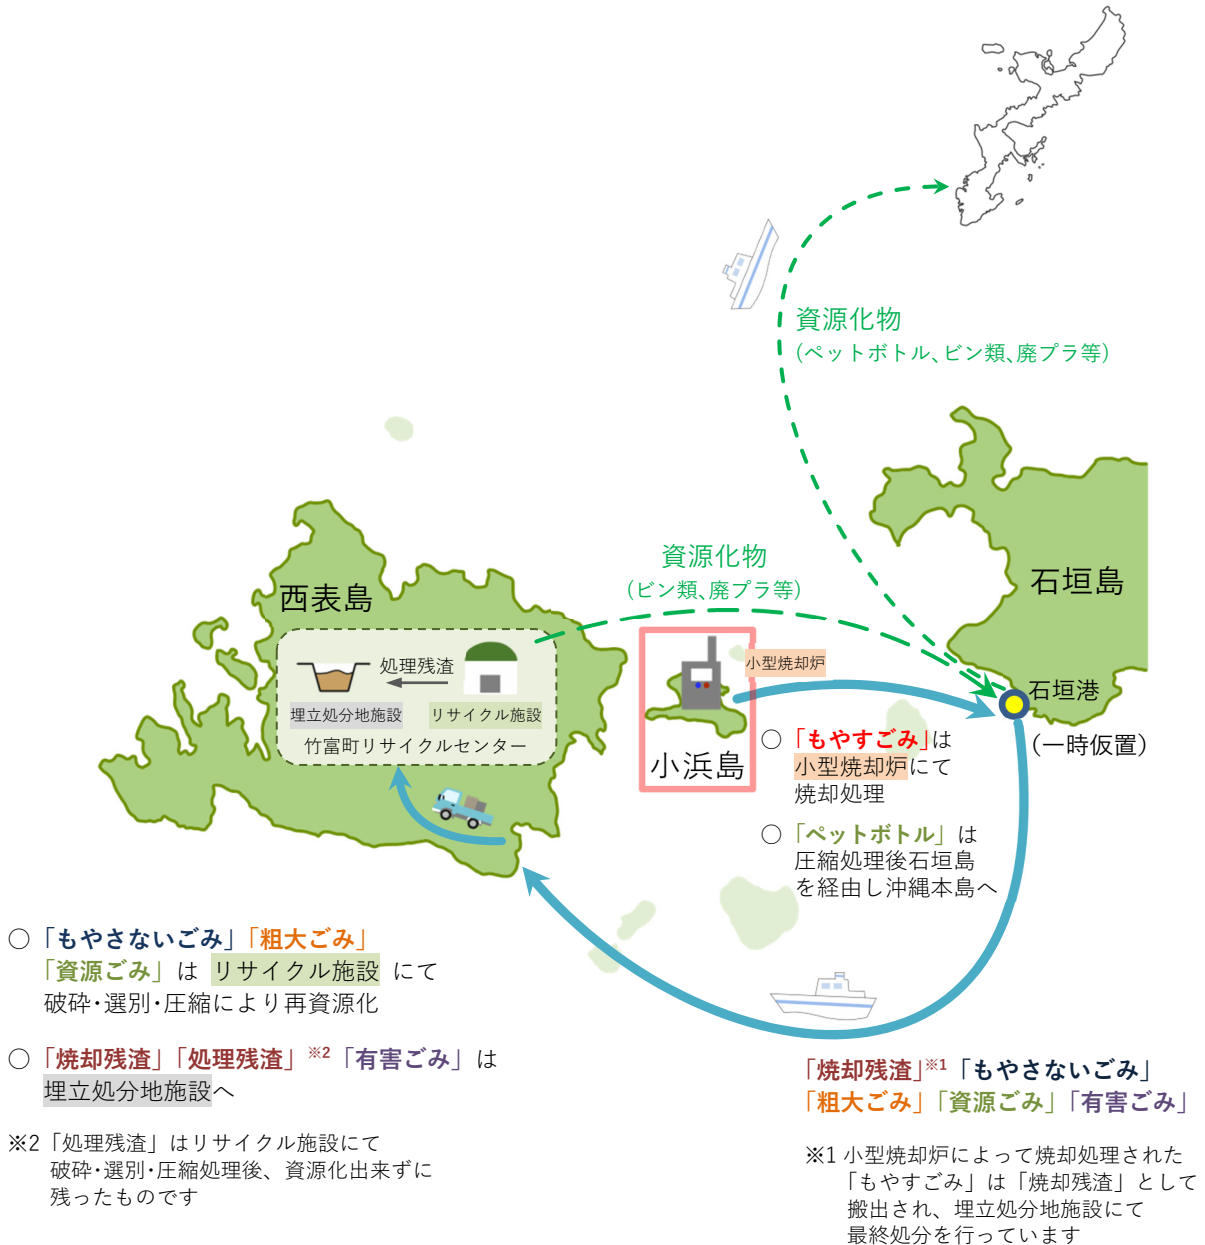 資源化物
(ペットボトル、ビン類、廃プラ等)
資源化物
(ビン類、廃プラ等)
西表島
石垣島
処理残渣
埋立処分地施設
リサイクル施設
竹富町リサイクルセンター
小型焼却炉
小浜島
石垣港
(一時仮置)
○「もやすごみ」は
小型焼却炉にて
焼却処理
○「ペットボトル」は
圧縮処理後石垣島
を経由し沖縄本島へ
○「もやさないごみ」「粗大ごみ」
「資源ごみ」は リサイクル施設 にて
破砕・選別・圧縮により再資源化
○「焼却残渣」「処理残渣」※2「有害ごみ」は
埋立処分地施設へ
※2「処理残渣」はリサイクル施設にて
破砕・選別・圧縮処理後、資源化出来ずに
残ったものです
「焼却残渣」※1「もやさないごみ」
「粗大ごみ」「資源ごみ」「有害ごみ」
※1 小型焼却炉によって焼却処理された
「もやすごみ」は「焼却残渣」として
搬出され、埋立処分地施設にて
最終処分を行っています